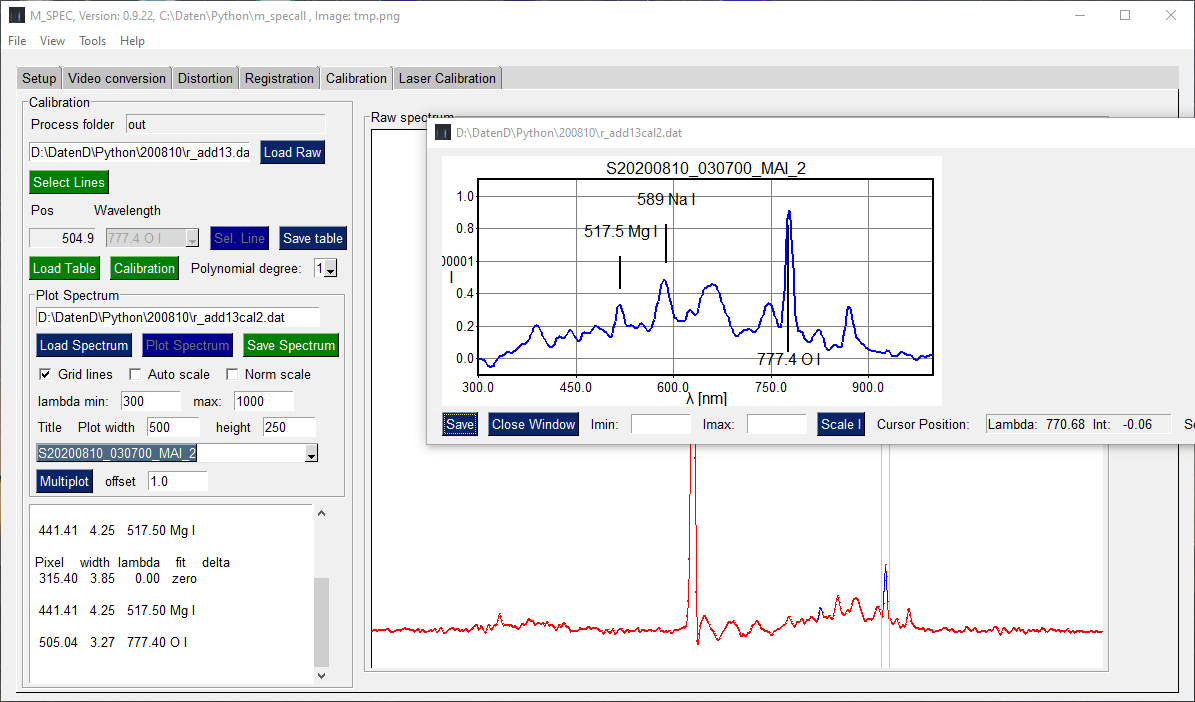 M_SPEC, Version: 0.9.22, C:\Daten\Python\m_specall , Image: tmp.png
File View Tools Help
Setup Video conversion Distortion Registration Calibration Laser Calibration
Calibration
Process folder out
D:\DatenD\Python\200810\r_add13.da Load Raw
Select Lines
Pos Wavelength
504.9 777.4 O I Sel. Line Save table
Load Table Calibration Polynomial degree: 1
Plot Spectrum
D:\DatenD\Python\200810\r_add13cal2.dat
Load Spectrum Plot Spectrum Save Spectrum
Grid lines Auto scale Norm scale
lambda min: 300 max: 1000
Title Plot width 500 height 250
S20200810_030700_MAI_2
Multiplot offset 1.0
441.41 4.25 517.50 Mg I
Pixel width lambda fit delta
315.40 3.85 0.00 zero
441.41 4.25 517.50 Mg I
505.04 3.27 777.40 O I
Raw spectrum
D:\DatenD\Python\200810\r_add13cal2.dat
S20200810_030700_MAI_2
1.0
0.8
00001
I
0.4
0.2
0.0
589 Na I
517.5 Mg I
777.4 O I
300.0 450.0 600.0 750.0 900.0
λ [nm]
Save Close Window Imin: Imax: Scale I Cursor Position: Lambda: 770.68 Int: -0.06